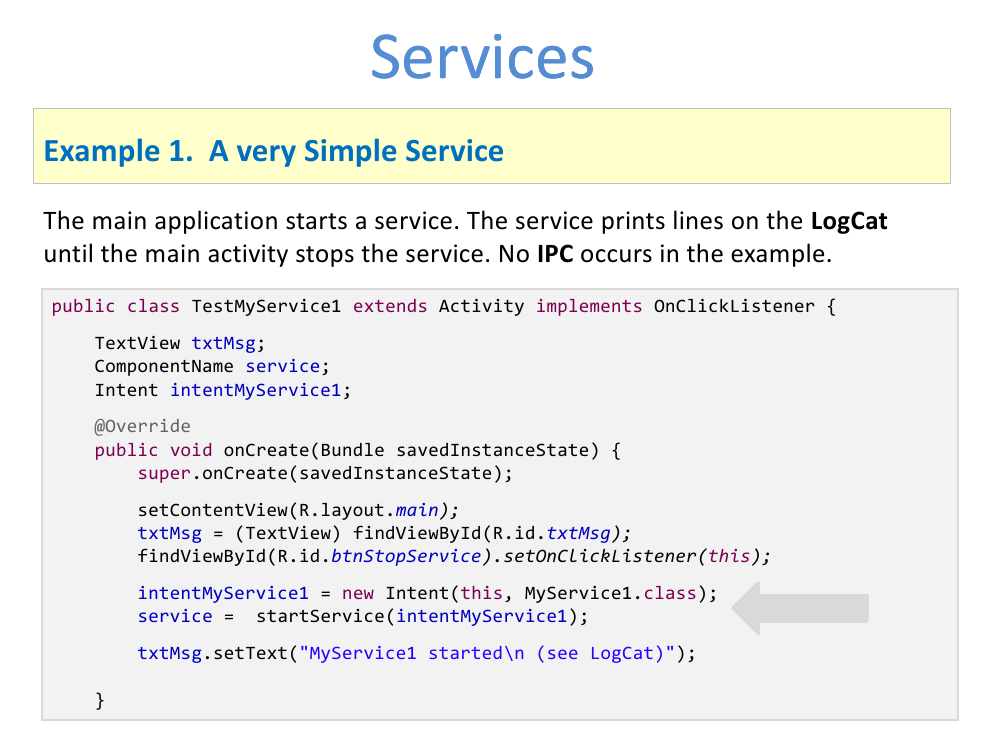 Services
Example 1.  A very Simple Service
The main application starts a service. The service prints lines on the LogCat
until the main activity stops the service. No IPC occurs in the example.
public class TestMyService1 extends Activity implements OnClickListener {
TextView txtMsg;
ComponentName service;
Intent intentMyService1;
@Override
public void onCreate(Bundle savedInstanceState) {
super.onCreate(savedInstanceState);
setContentView(R.layout.main);
txtMsg = (TextView) findViewById(R.id.txtMsg);
findViewById(R.id.btnStopService).setOnClickListener(this);
intentMyService1 = new Intent(this, MyService1.class);
service =  startService(intentMyService1);
txtMsg.setText("MyService1 started\n (see LogCat)");
}